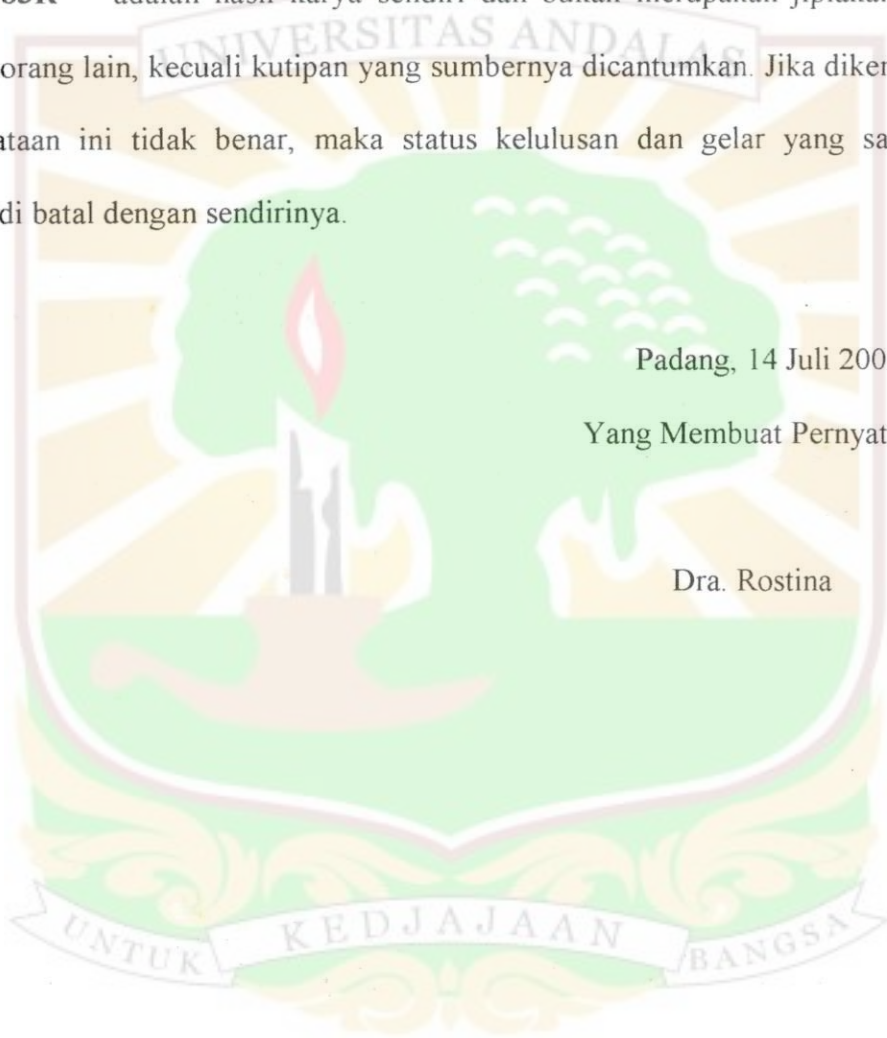 adalah hasil karya sendiri dan bukan merupakan jiplakan
UNIVERSITAS ANDALAS
orang lain, kecuali kutipan yang sumbernya dicantumkan. Jika diker
ataan ini tidak benar, maka status kelulusan dan gelar yang sa
di batal dengan sendirinya.
Padang, 14 Juli 200
Yang Membuat Pernyat
Dra. Rostina
UNTUK KEDJAJAAN BANGSA